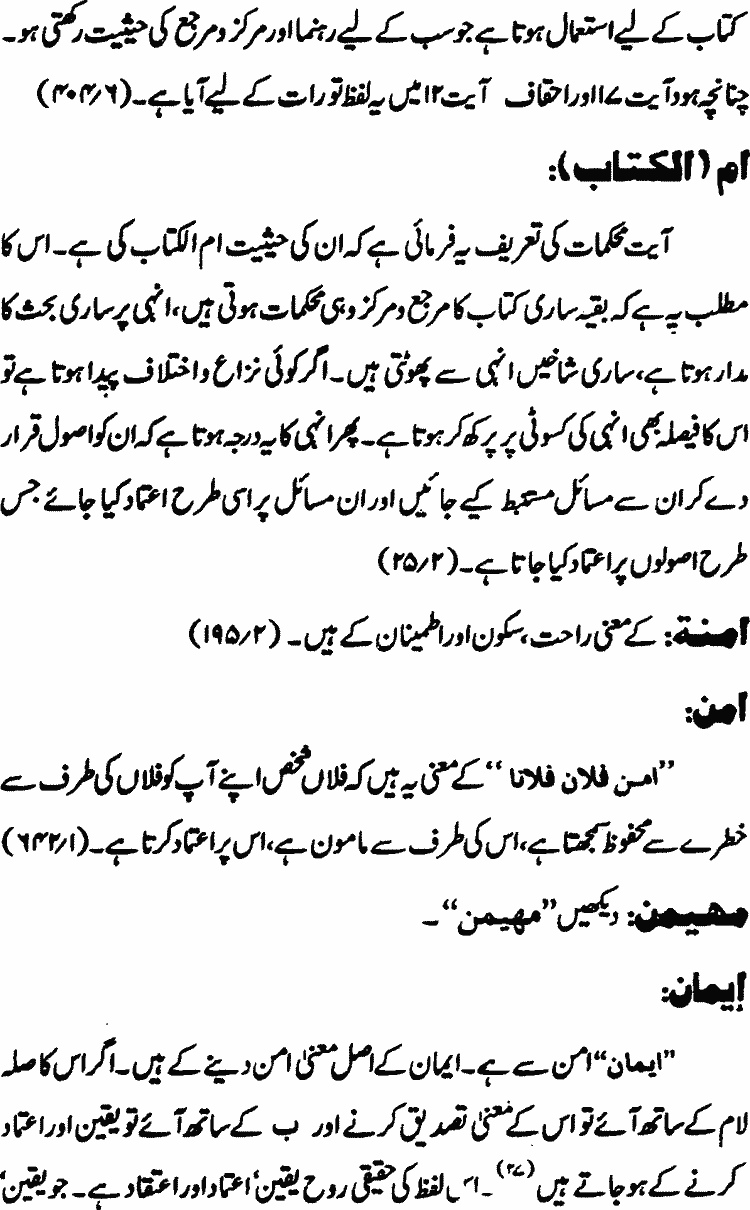 کتاب کے لیے استعمال ہوتا ہے جو سب کے لیے رہنما اور مرکز و مرجع کی حیثیت رکھتی ہو۔
چنانچہ ہود آیت ۱۷ اور احقاف آیت ۱۲ میں یہ لفظ تورات کے لیے آیا ہے۔ (۴۰۴/۶)
ام (الکتاب):
آیت محکمات کی تعریف یہ فرمائی ہے کہ ان کی حیثیت ام الکتاب کی ہے۔ اس کا
مطلب یہ ہے کہ بقیہ ساری کتاب کا مرجع و مرکز وہی محکمات ہوتی ہیں، انہی پر ساری بحث کا
مدار ہوتا ہے، ساری شاخیں انہی سے پھوٹتی ہیں۔ اگر کوئی نزاع و اختلاف پیدا ہوتا ہے تو
اس کا فیصلہ بھی انہی کی کسوٹی پر پرکھ کر ہوتا ہے۔ پھر انہی کا یہ درجہ ہوتا ہے کہ ان کو اصول قرار
دے کر ان سے مسائل مستنبط کیے جائیں اور ان مسائل پر اسی طرح اعتماد کیا جائے جس
طرح اصولوں پر اعتماد کیا جاتا ہے۔ (۲۵/۲)
امنة: کے معنی راحت، سکون اور اطمینان کے ہیں۔ (۱۹۵/۲)
امن:
”امن فلان فلانا“ کے معنی یہ ہیں کہ فلاں شخص اپنے آپ کو فلاں کی طرف سے
خطرے سے محفوظ سمجھتا ہے، اس کی طرف سے مامون ہے، اس پر اعتماد کرتا ہے۔ (۶۴۲/۱)
مهیمن: دیکھیں ”مهیمن“۔
إیمان:
”ایمان“ امن سے ہے۔ ایمان کے اصل معنیٰ امن دینے کے ہیں۔ اگر اس کا صلہ
لام کے ساتھ آئے تو اس کے معنیٰ تصدیق کرنے اور ب کے ساتھ آئے تو یقین اور اعتماد
کرنے کے ہو جاتے ہیں (۲۷)۔ اس لفظ کی حقیقی روح یقین، اعتماد اور اعتقاد ہے۔ جو یقین،